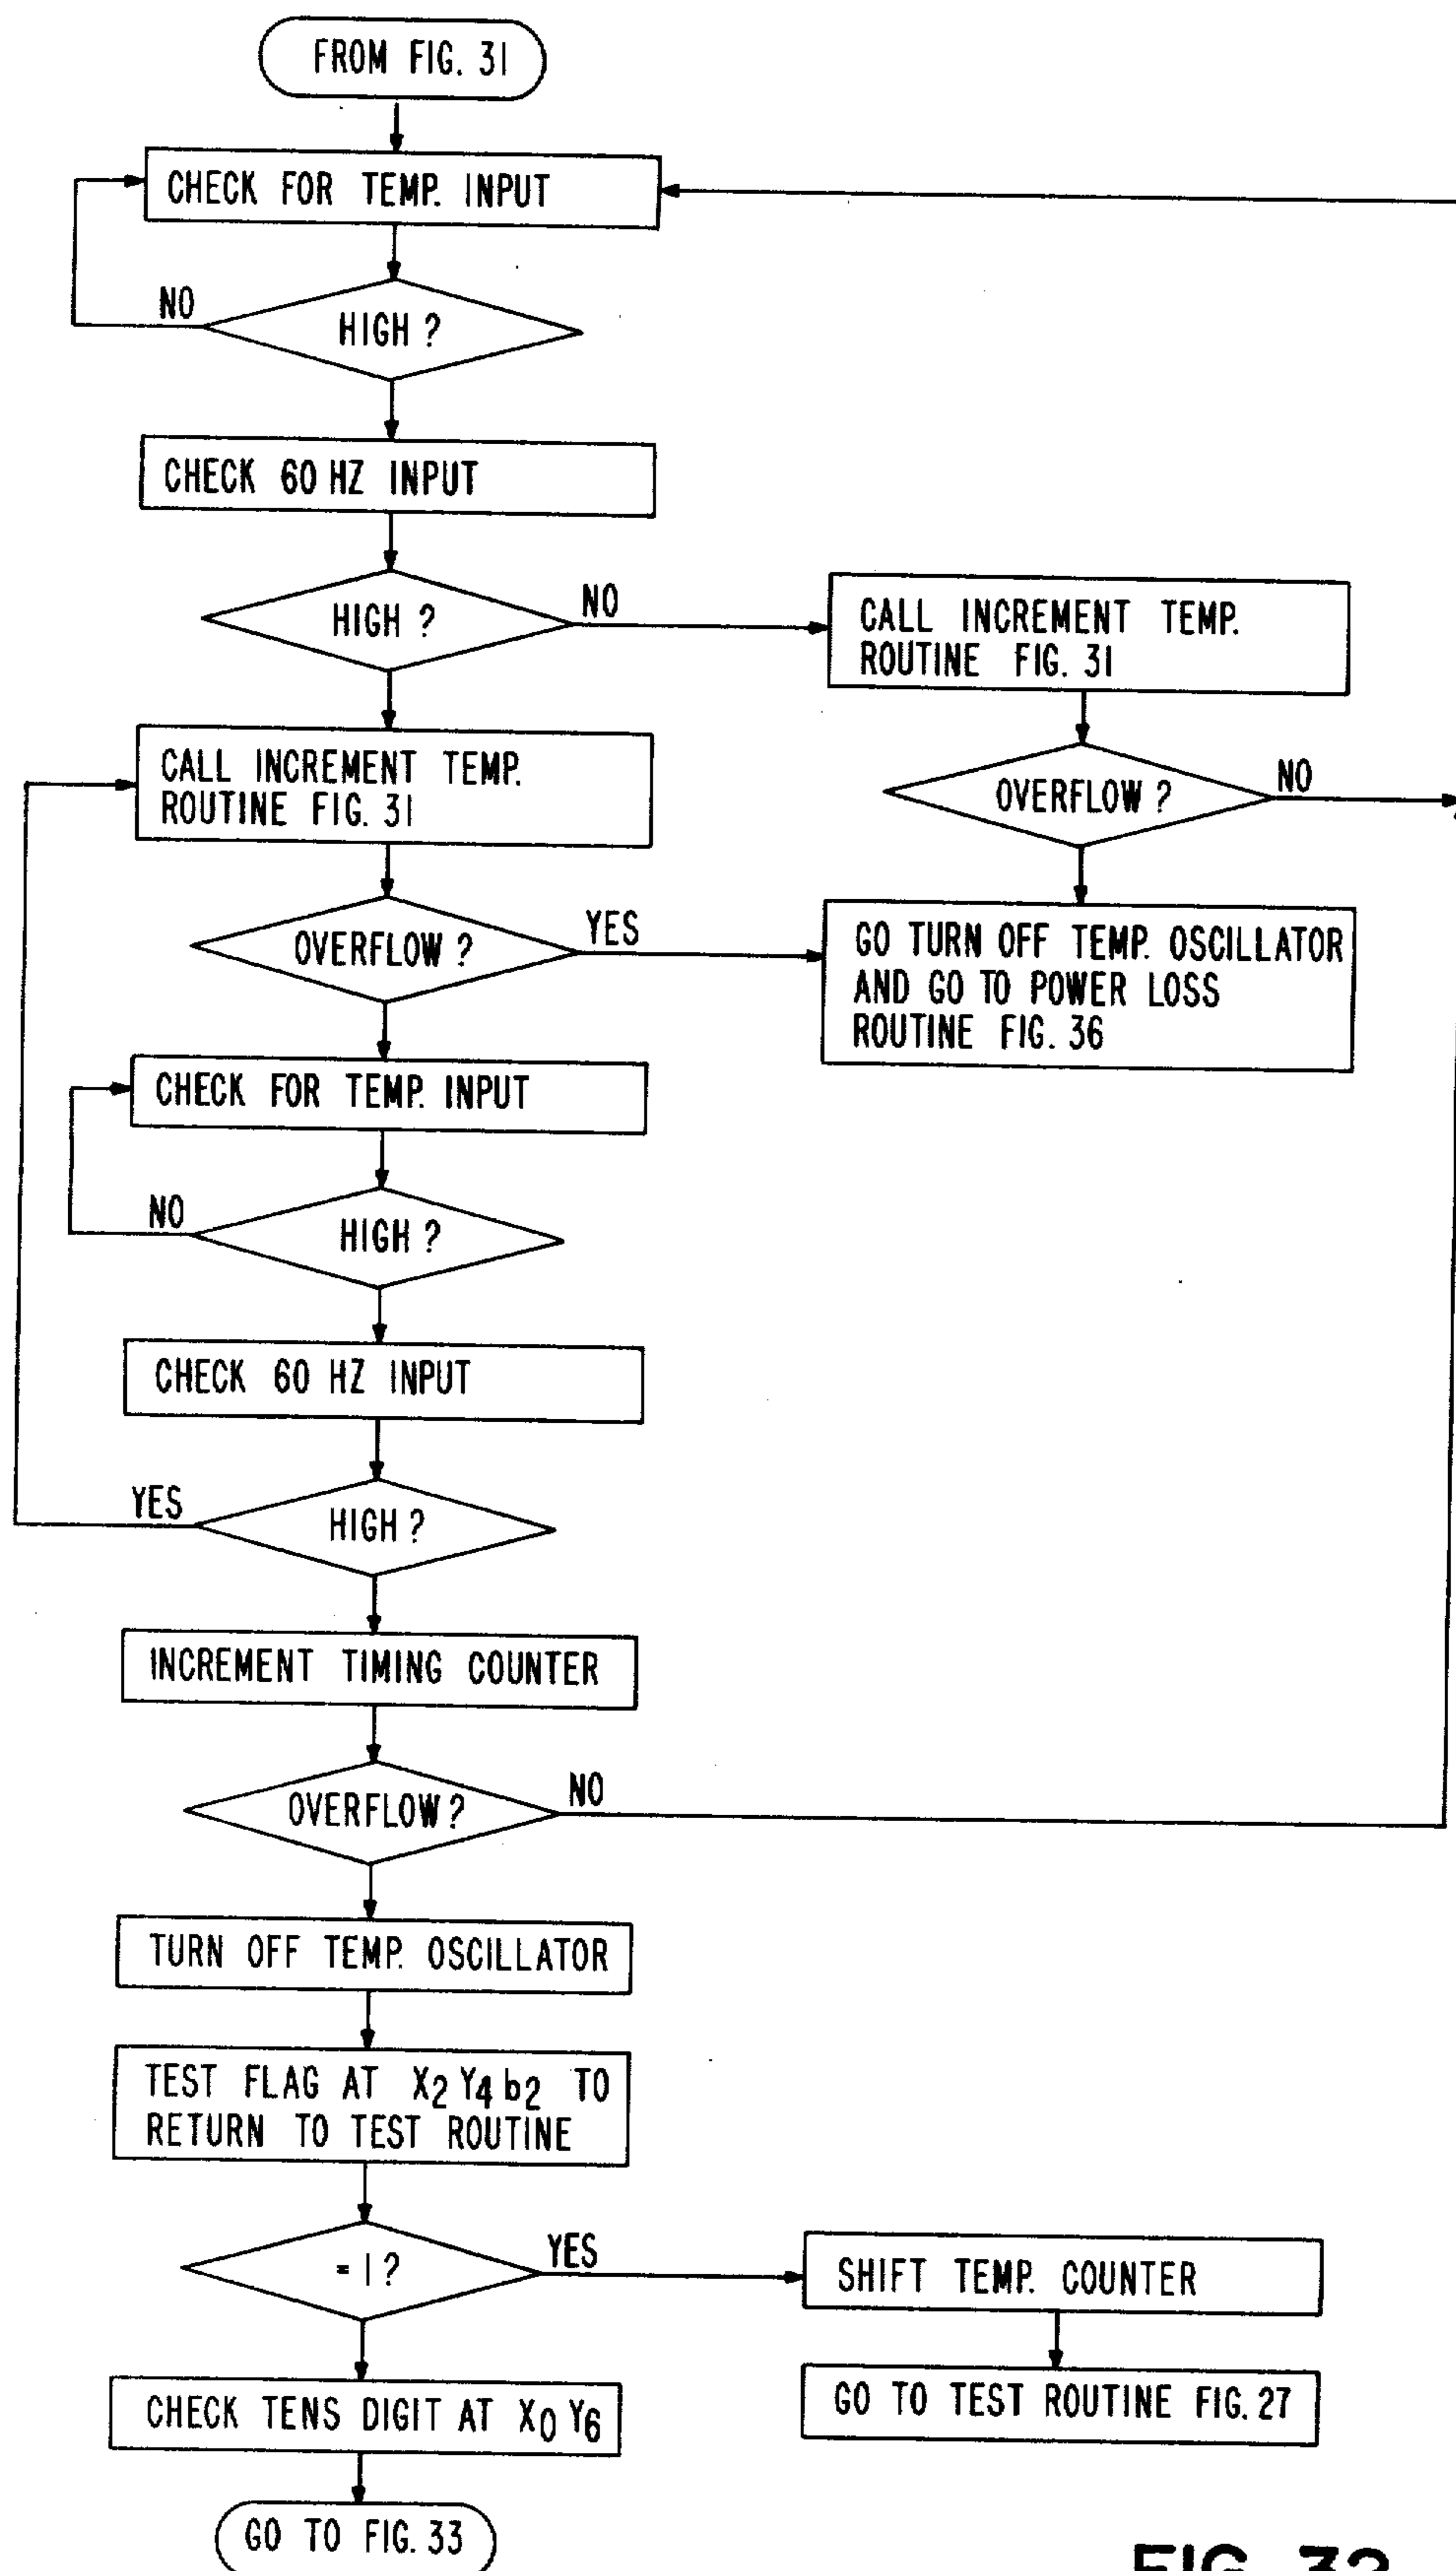 FROM FIG. 31
CHECK FOR TEMP. INPUT
NO
HIGH ?
CHECK 60 HZ INPUT
HIGH ?
NO
CALL INCREMENT TEMP.
ROUTINE FIG. 31
CALL INCREMENT TEMP.
ROUTINE FIG. 31
OVERFLOW ?
NO
OVERFLOW ?
YES
GO TURN OFF TEMP. OSCILLATOR
AND GO TO POWER LOSS
ROUTINE FIG. 36
CHECK FOR TEMP. INPUT
NO
HIGH ?
CHECK 60 HZ INPUT
YES
HIGH ?
INCREMENT TIMING COUNTER
OVERFLOW ?
NO
TURN OFF TEMP. OSCILLATOR
TEST FLAG AT X2 Y4 b2 TO
RETURN TO TEST ROUTINE
= 1 ?
YES
SHIFT TEMP. COUNTER
GO TO TEST ROUTINE FIG. 27
CHECK TENS DIGIT AT X0 Y6
GO TO FIG. 33
FIG. 32